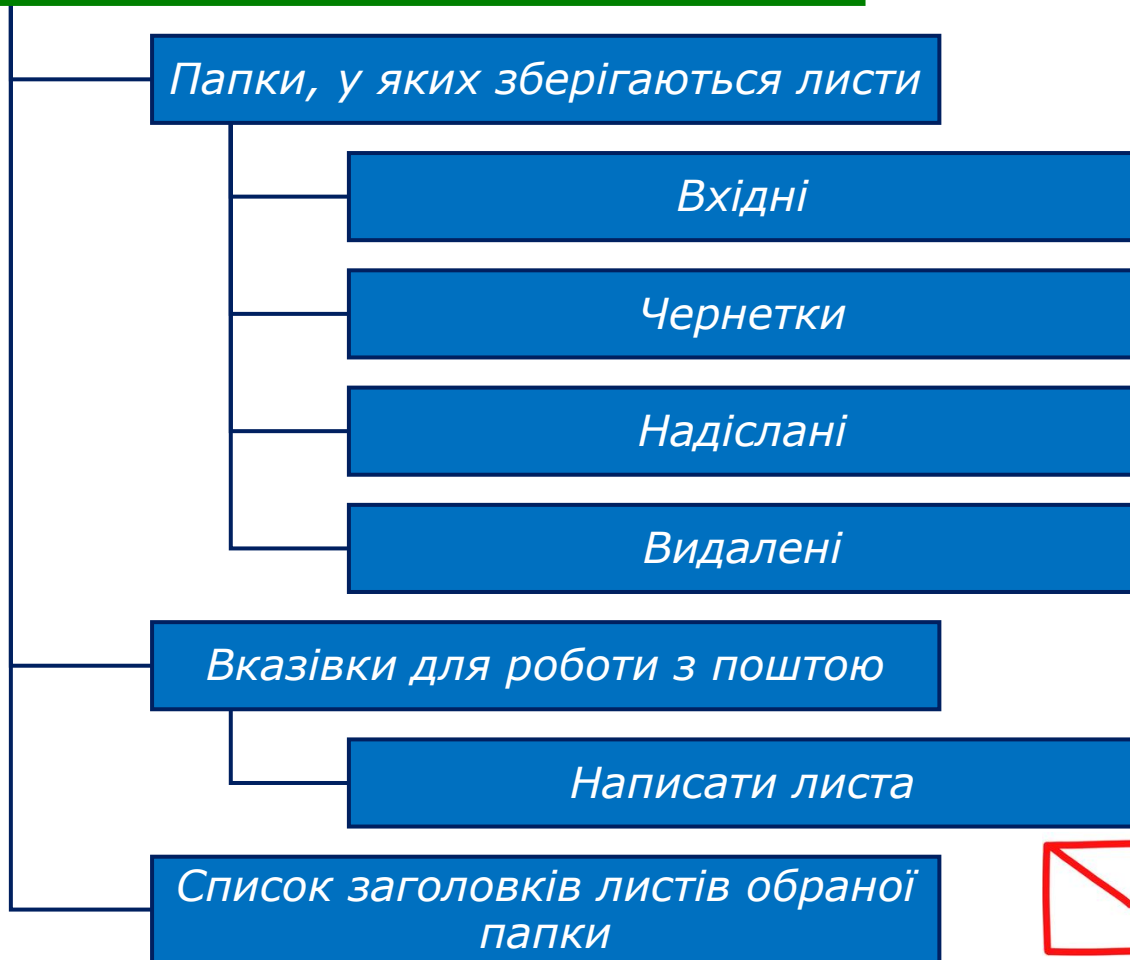 Папки, у яких зберігаються листи
Вхідні
Чернетки
Надіслані
Видалені
Вказівки для роботи з поштою
Написати листа
Список заголовків листів обраної
папки